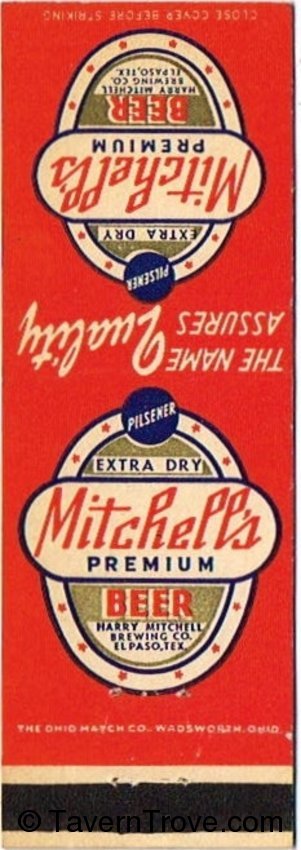 CLOSE COVER BEFORE STRIKING
BEER
HARRY MITCHELL
BREWING CO.
EL PASO, TEX.
PREMIUM
Mitchell's
EXTRA DRY
PILSENER
THE NAME Quality
ASSURES
PILSENER
EXTRA DRY
Mitchell's
PREMIUM
BEER
HARRY MITCHELL
BREWING CO.
EL PASO, TEX.
THE OHIO MATCH CO. WADSWORTH, OHIO
© TavernTrove.com